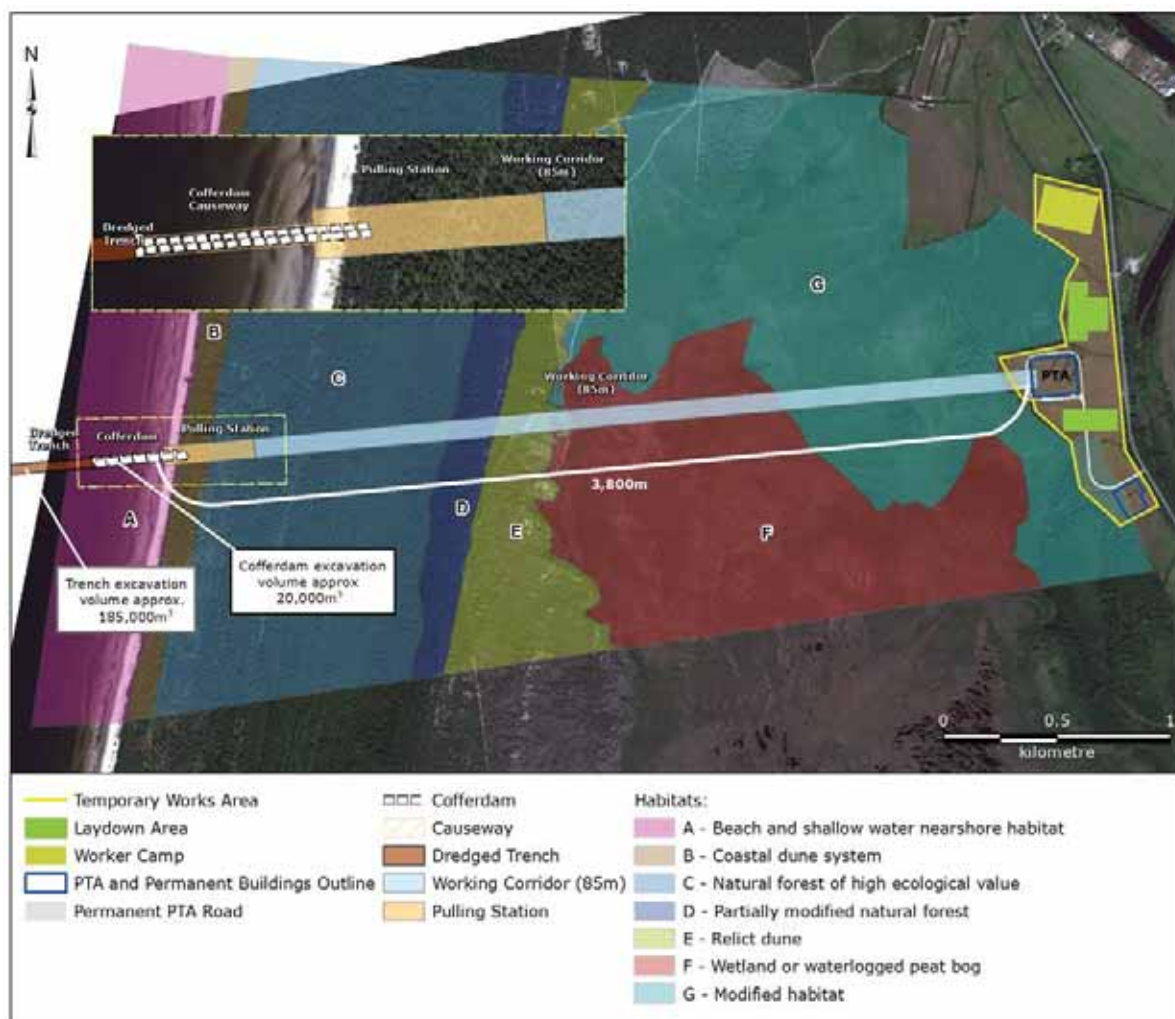 N
Pulling Station
Working Corridor
(85m)
Cofferdam
Causeway
Dredged
Trench
G
B
C
Working Corridor
(85m)
PTA
Dredged
Trench
Cofferdam
Pulling Station
3,800m
A
D
E
F
Trench excavation
volume approx.
185,000m³
Cofferdam excavation
volume approx
20,000m³
0 0.5 1
kilometre
Temporary Works Area
Laydown Area
Worker Camp
PTA and Permanent Buildings Outline
Permanent PTA Road
Cofferdam
Causeway
Dredged Trench
Working Corridor (85m)
Pulling Station
Habitats:
A - Beach and shallow water nearshore habitat
B - Coastal dune system
C - Natural forest of high ecological value
D - Partially modified natural forest
E - Relict dune
F - Wetland or waterlogged peat bog
G - Modified habitat